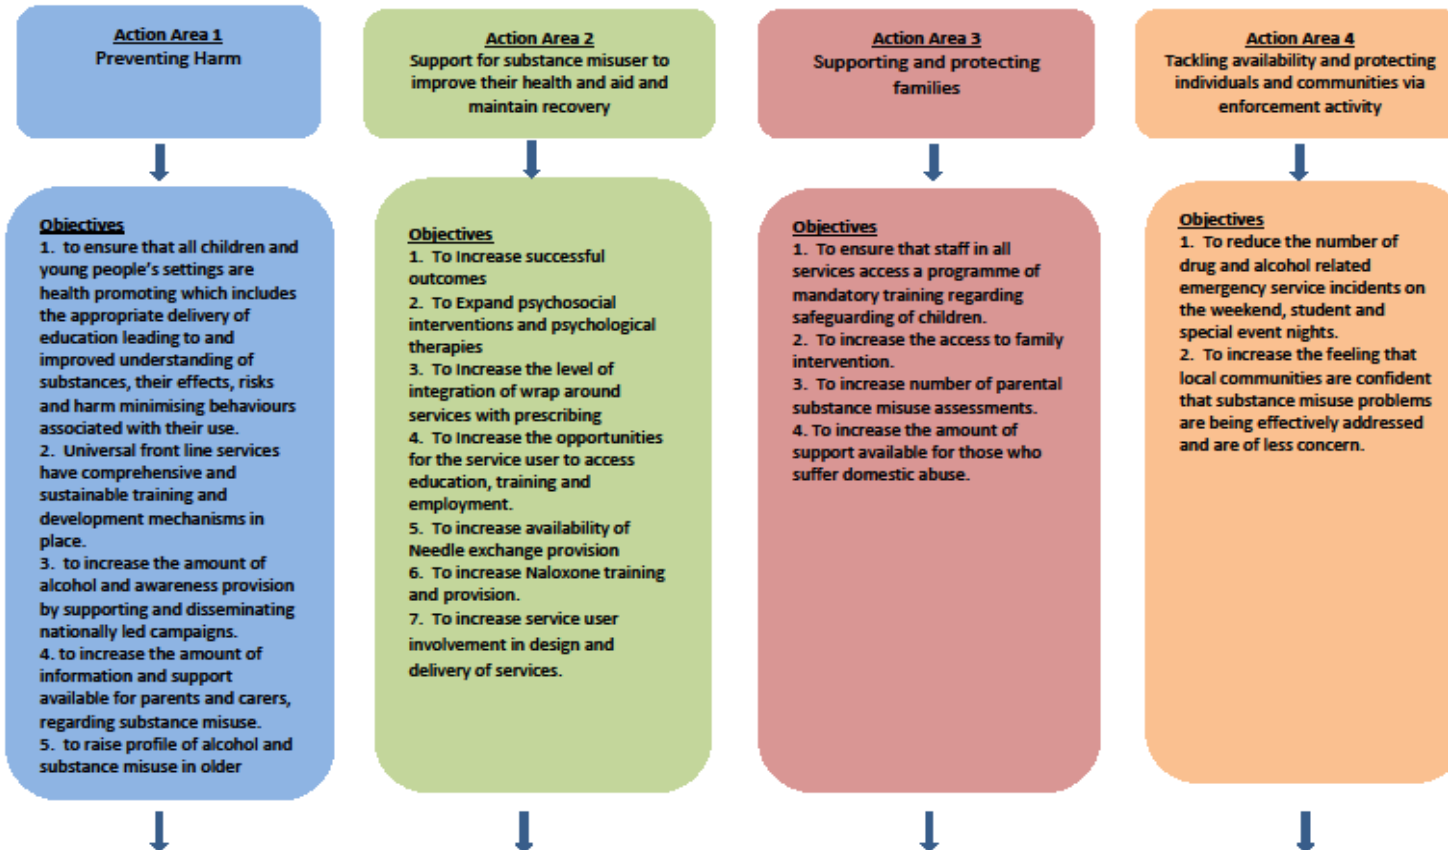 Action Area 1
Preventing Harm
Action Area 2
Support for substance misuser to
improve their health and aid and
maintain recovery
Action Area 3
Supporting and protecting
families
Action Area 4
Tackling availability and protecting
individuals and communities via
enforcement activity
Objectives
1. to ensure that all children and
young people's settings are
health promoting which includes
the appropriate delivery of
education leading to and
improved understanding of
substances, their effects, risks
and harm minimising behaviours
associated with their use.
2. Universal front line services
have comprehensive and
sustainable training and
development mechanisms in
place.
3. to increase the amount of
alcohol and awareness provision
by supporting and disseminating
nationally led campaigns.
4. to increase the amount of
information and support
available for parents and carers,
regarding substance misuse.
5. to raise profile of alcohol and
substance misuse in older
Objectives
1. To Increase successful
outcomes
2. To Expand psychosocial
interventions and psychological
therapies
3. To Increase the level of
integration of wrap around
services with prescribing
4. To Increase the opportunities
for the service user to access
education, training and
employment.
5. To increase availability of
Needle exchange provision
6. To increase Naloxone training
and provision.
7. To increase service user
involvement in design and
delivery of services.
Objectives
1. To ensure that staff in all
services access a programme of
mandatory training regarding
safeguarding of children.
2. To increase the access to family
intervention.
3. To increase number of parental
substance misuse assessments.
4. To increase the amount of
support available for those who
suffer domestic abuse.
Objectives
1. To reduce the number of
drug and alcohol related
emergency service incidents on
the weekend, student and
special event nights.
2. To increase the feeling that
local communities are confident
that substance misuse problems
are being effectively addressed
and are of less concern.